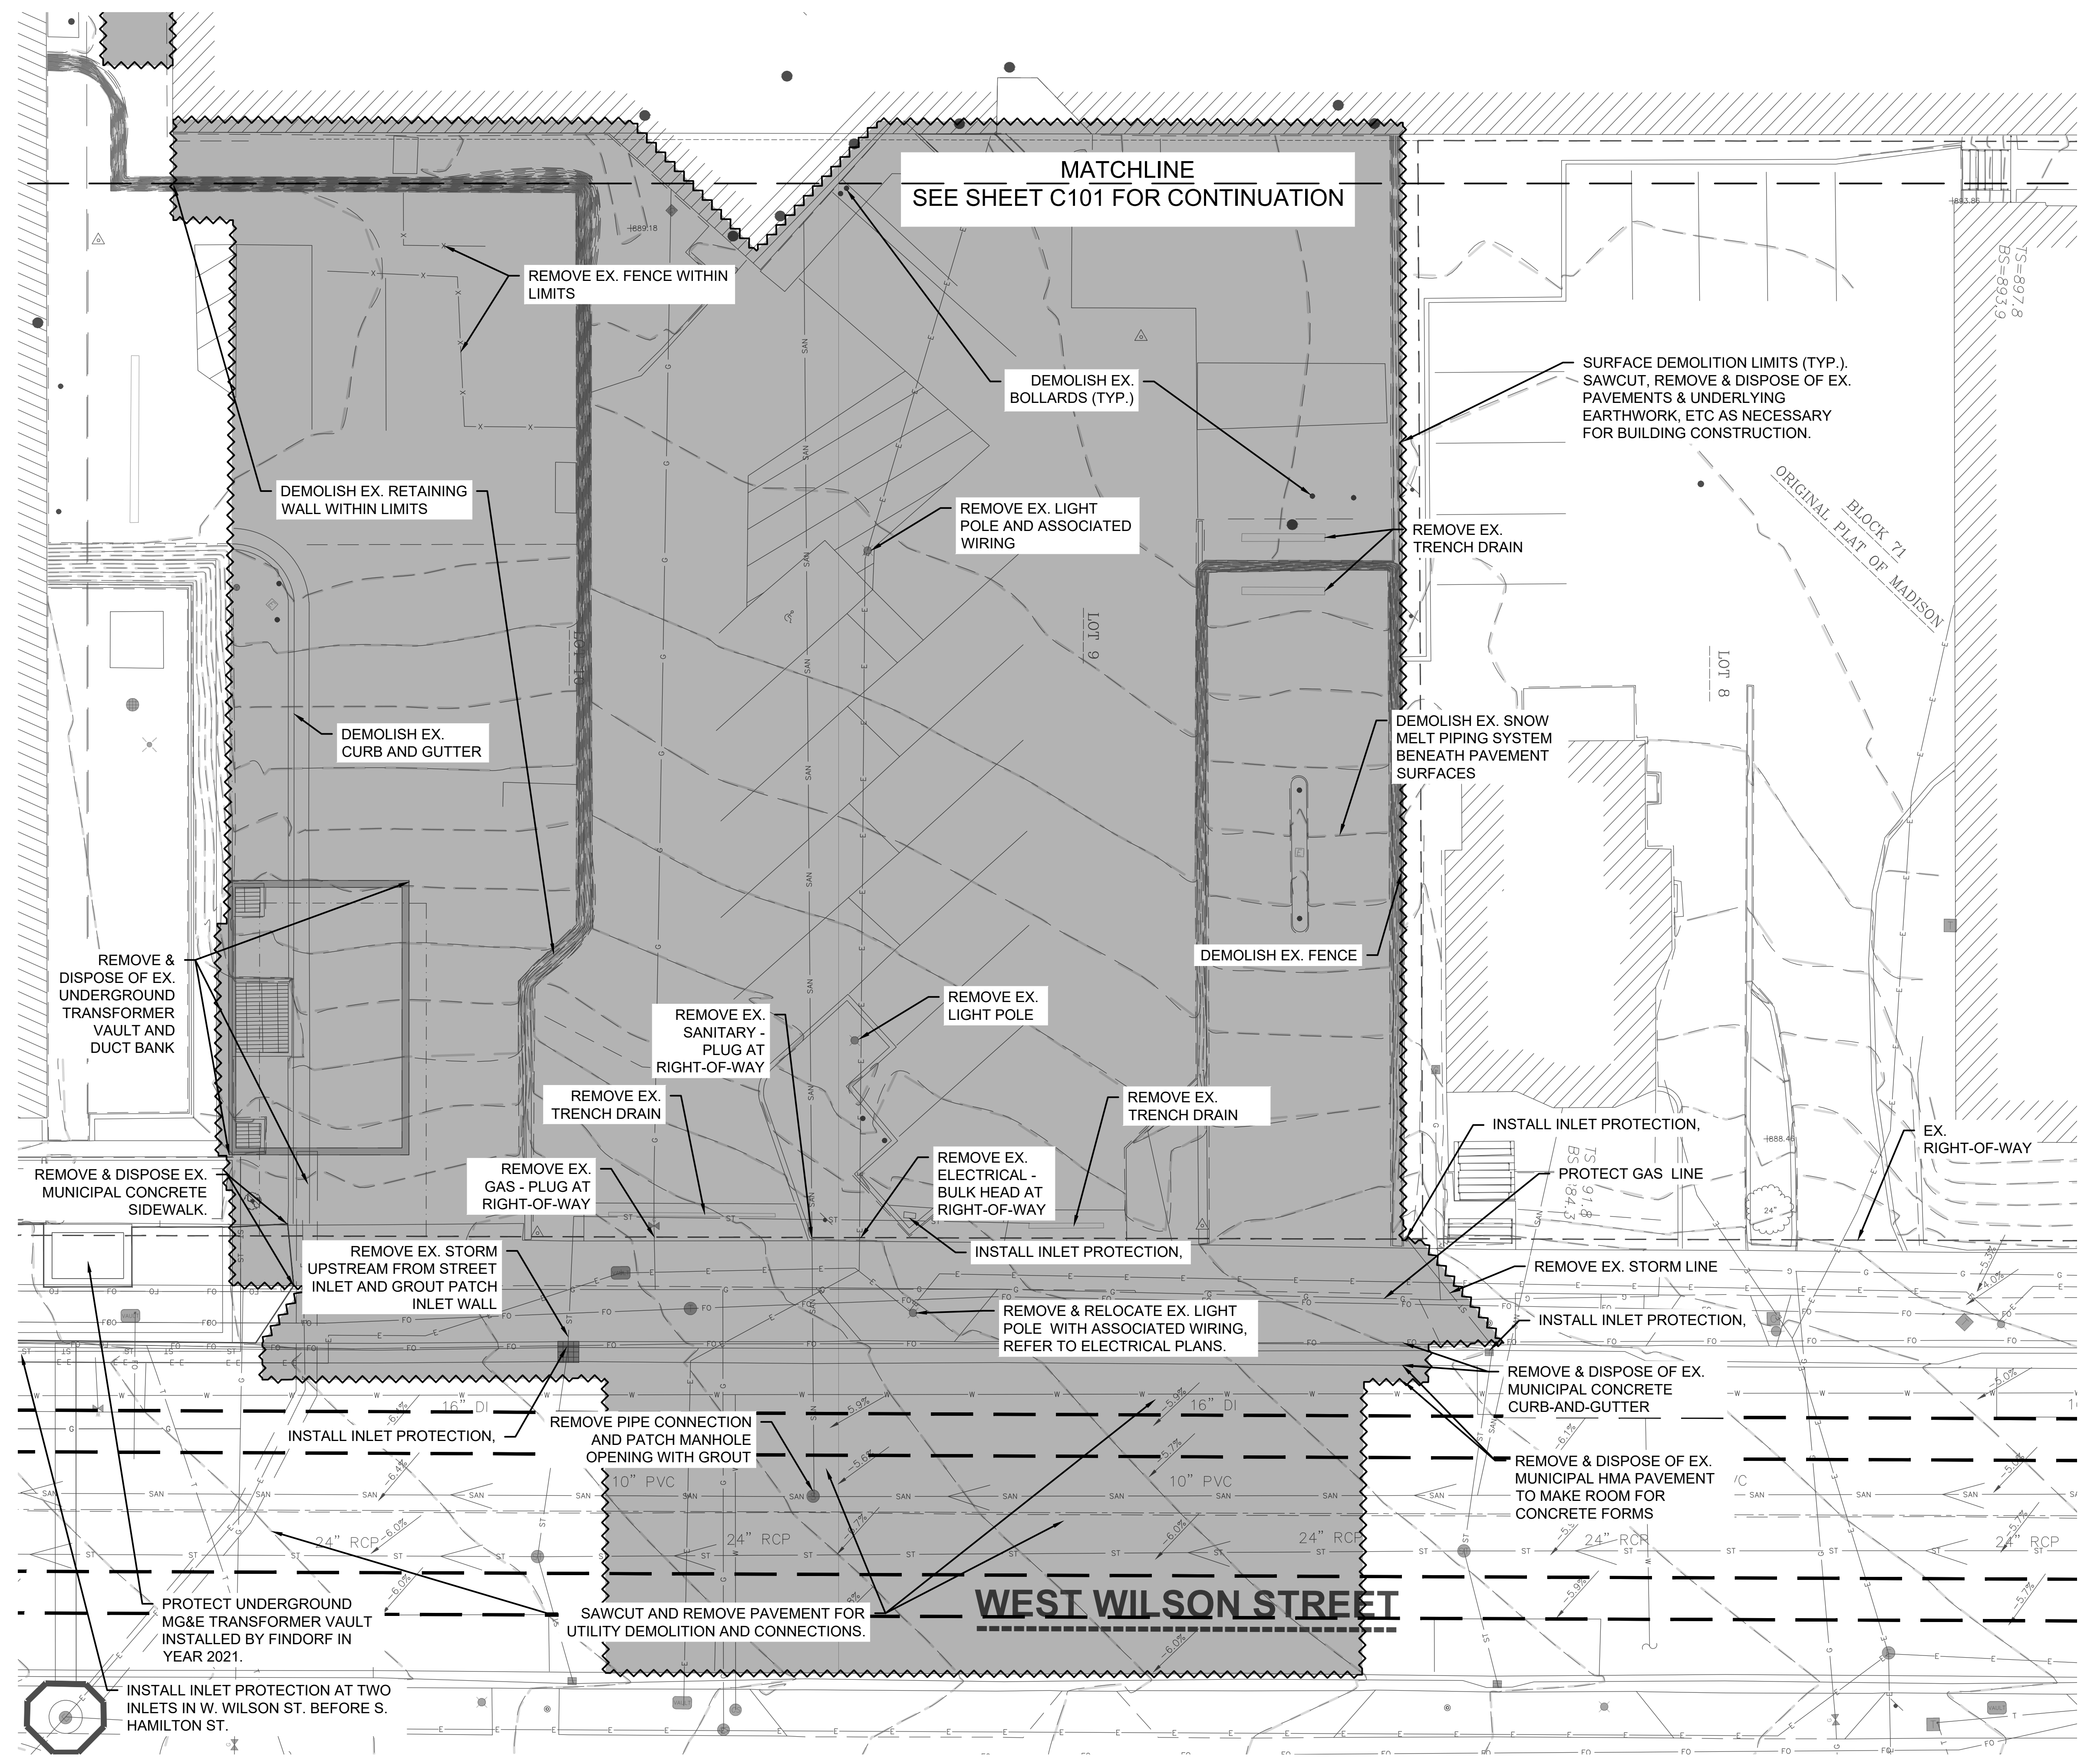 MATCHLINE
SEE SHEET C101 FOR CONTINUATION
889.18
893.86
TS=897.8
BS=893.9
REMOVE EX. FENCE WITHIN
LIMITS
DEMOLISH EX.
BOLLARDS (TYP.)
SURFACE DEMOLITION LIMITS (TYP.).
SAWCUT, REMOVE & DISPOSE OF EX.
PAVEMENTS & UNDERLYING
EARTHWORK, ETC AS NECESSARY
FOR BUILDING CONSTRUCTION.
DEMOLISH EX. RETAINING
WALL WITHIN LIMITS
REMOVE EX. LIGHT
POLE AND ASSOCIATED
WIRING
REMOVE EX.
TRENCH DRAIN
BLOCK 71
ORIGINAL PLAT OF MADISON
LOT 10
LOT 9
LOT 8
DEMOLISH EX.
CURB AND GUTTER
DEMOLISH EX. SNOW
MELT PIPING SYSTEM
BENEATH PAVEMENT
SURFACES
DEMOLISH EX. FENCE
REMOVE &
DISPOSE OF EX.
UNDERGROUND
TRANSFORMER
VAULT AND
DUCT BANK
REMOVE EX.
SANITARY -
PLUG AT
RIGHT-OF-WAY
REMOVE EX.
LIGHT POLE
REMOVE EX.
TRENCH DRAIN
REMOVE EX.
TRENCH DRAIN
INSTALL INLET PROTECTION,
888.46
EX.
RIGHT-OF-WAY
REMOVE & DISPOSE EX.
MUNICIPAL CONCRETE
SIDEWALK.
REMOVE EX.
GAS - PLUG AT
RIGHT-OF-WAY
REMOVE EX.
ELECTRICAL -
BULK HEAD AT
RIGHT-OF-WAY
PROTECT GAS  LINE
24"
REMOVE EX. STORM
UPSTREAM FROM STREET
INLET AND GROUT PATCH
INLET WALL
INSTALL INLET PROTECTION,
REMOVE EX. STORM LINE
REMOVE & RELOCATE EX. LIGHT
POLE  WITH ASSOCIATED WIRING,
REFER TO ELECTRICAL PLANS.
INSTALL INLET PROTECTION,
REMOVE & DISPOSE OF EX.
MUNICIPAL CONCRETE
CURB-AND-GUTTER
16" DI
16" DI
INSTALL INLET PROTECTION,
REMOVE PIPE CONNECTION
AND PATCH MANHOLE
OPENING WITH GROUT
10" PVC
10" PVC
REMOVE & DISPOSE OF EX.
MUNICIPAL HMA PAVEMENT
TO MAKE ROOM FOR
CONCRETE FORMS
24" RCP
24" RCP
24" RCP
24" RCP
24" RCP
WEST WILSON STREET
SAWCUT AND REMOVE PAVEMENT FOR
UTILITY DEMOLITION AND CONNECTIONS.
PROTECT UNDERGROUND
MG&E TRANSFORMER VAULT
INSTALLED BY FINDORF IN
YEAR 2021.
INSTALL INLET PROTECTION AT TWO
INLETS IN W. WILSON ST. BEFORE S.
HAMILTON ST.